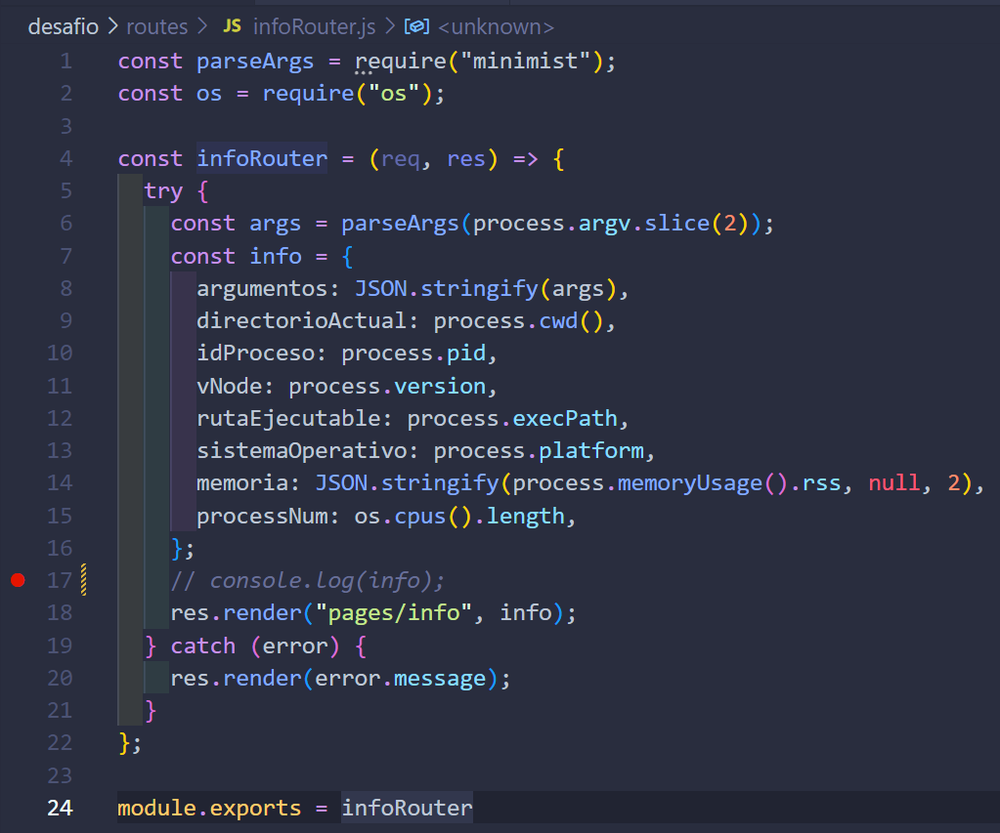 desafio > routes > JS infoRouter.js > <unknown>
1 const parseArgs = require("minimist");
2 const os = require("os");
3
4 const infoRouter = (req, res) => {
5 try {
6 const args = parseArgs(process.argv.slice(2));
7 const info = {
8 argumentos: JSON.stringify(args),
9 directorioActual: process.cwd(),
10 idProceso: process.pid,
11 vNode: process.version,
12 rutaEjecutable: process.execPath,
13 sistemaOperativo: process.platform,
14 memoria: JSON.stringify(process.memoryUsage().rss, null, 2),
15 processNum: os.cpus().length,
16 };
17 // console.log(info);
18 res.render("pages/info", info);
19 } catch (error) {
20 res.render(error.message);
21 }
22 };
23
24 module.exports = infoRouter